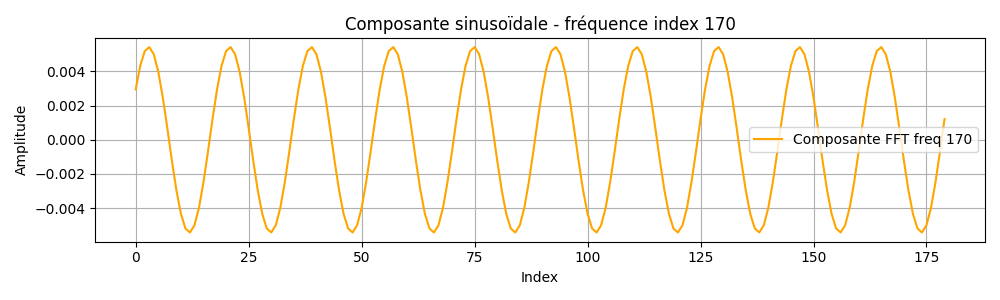 Composante sinusoïdale - fréquence index 170
Amplitude
0.004
0.002
0.000
−0.002
−0.004
Composante FFT freq 170
0 25 50 75 100 125 150 175
Index